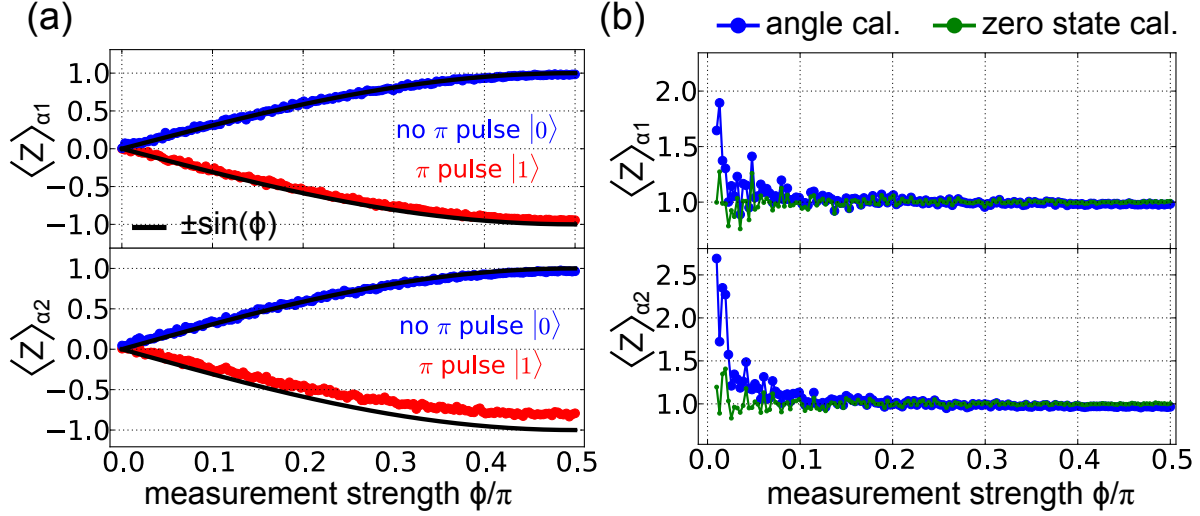 (a)
⟨Z⟩α1
1.0
0.5
0.0
−0.5
−1.0
no π pulse |0⟩
π pulse |1⟩
±sin(ϕ)
⟨Z⟩α2
1.0
0.5
0.0
−0.5
−1.0
no π pulse |0⟩
π pulse |1⟩
0.0 0.1 0.2 0.3 0.4 0.5
measurement strength ϕ/π
(b)
angle cal. zero state cal.
⟨Z⟩α1
2.0
1.5
1.0
⟨Z⟩α2
2.5
2.0
1.5
1.0
0.0 0.1 0.2 0.3 0.4 0.5
measurement strength ϕ/π